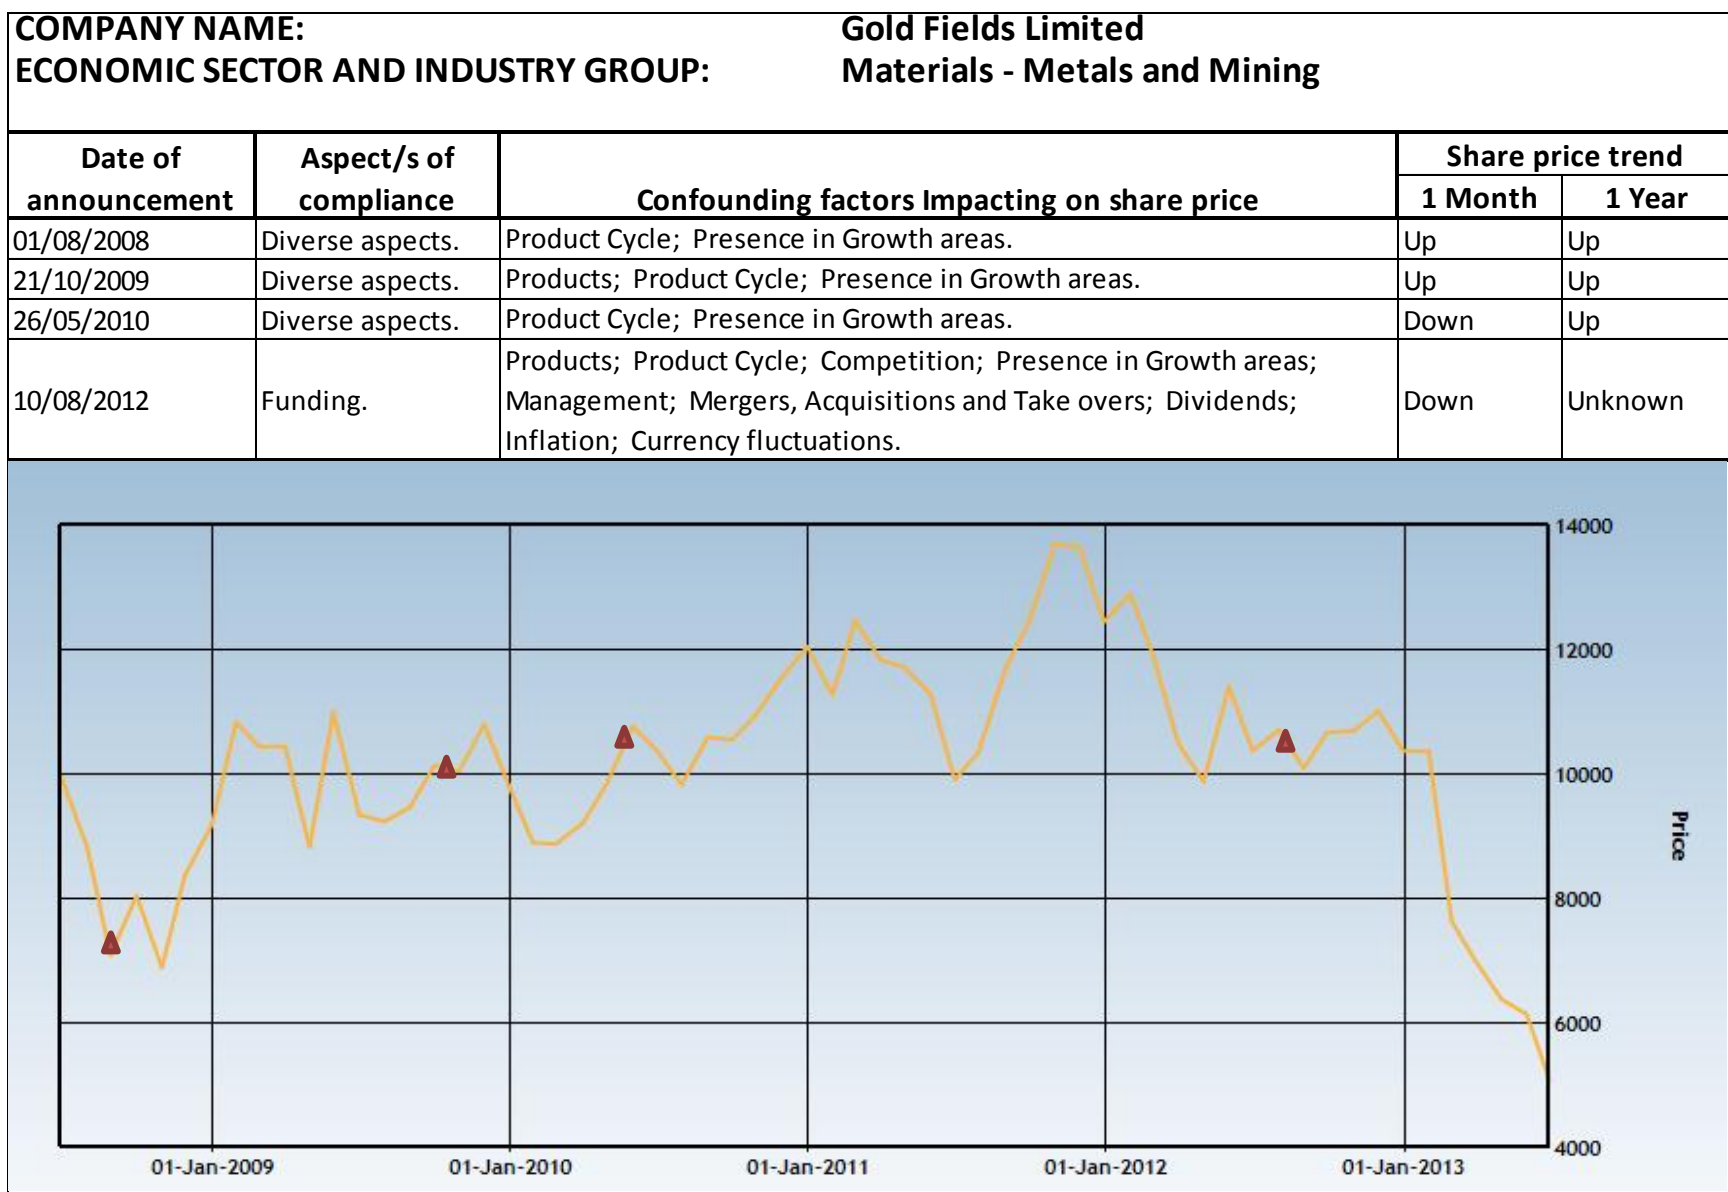 COMPANY NAME: Gold Fields Limited
ECONOMIC SECTOR AND INDUSTRY GROUP: Materials - Metals and Mining
Date of announcement Aspect/s of compliance Confounding factors Impacting on share price Share price trend
1 Month 1 Year
01/08/2008 Diverse aspects. Product Cycle; Presence in Growth areas. Up Up
21/10/2009 Diverse aspects. Products; Product Cycle; Presence in Growth areas. Up Up
26/05/2010 Diverse aspects. Product Cycle; Presence in Growth areas. Down Up
10/08/2012 Funding. Products; Product Cycle; Competition; Presence in Growth areas;
Management; Mergers, Acquisitions and Take overs; Dividends;
Inflation; Currency fluctuations. Down Unknown
14000
12000
10000
8000
6000
4000
Price
01-Jan-2009 01-Jan-2010 01-Jan-2011 01-Jan-2012 01-Jan-2013